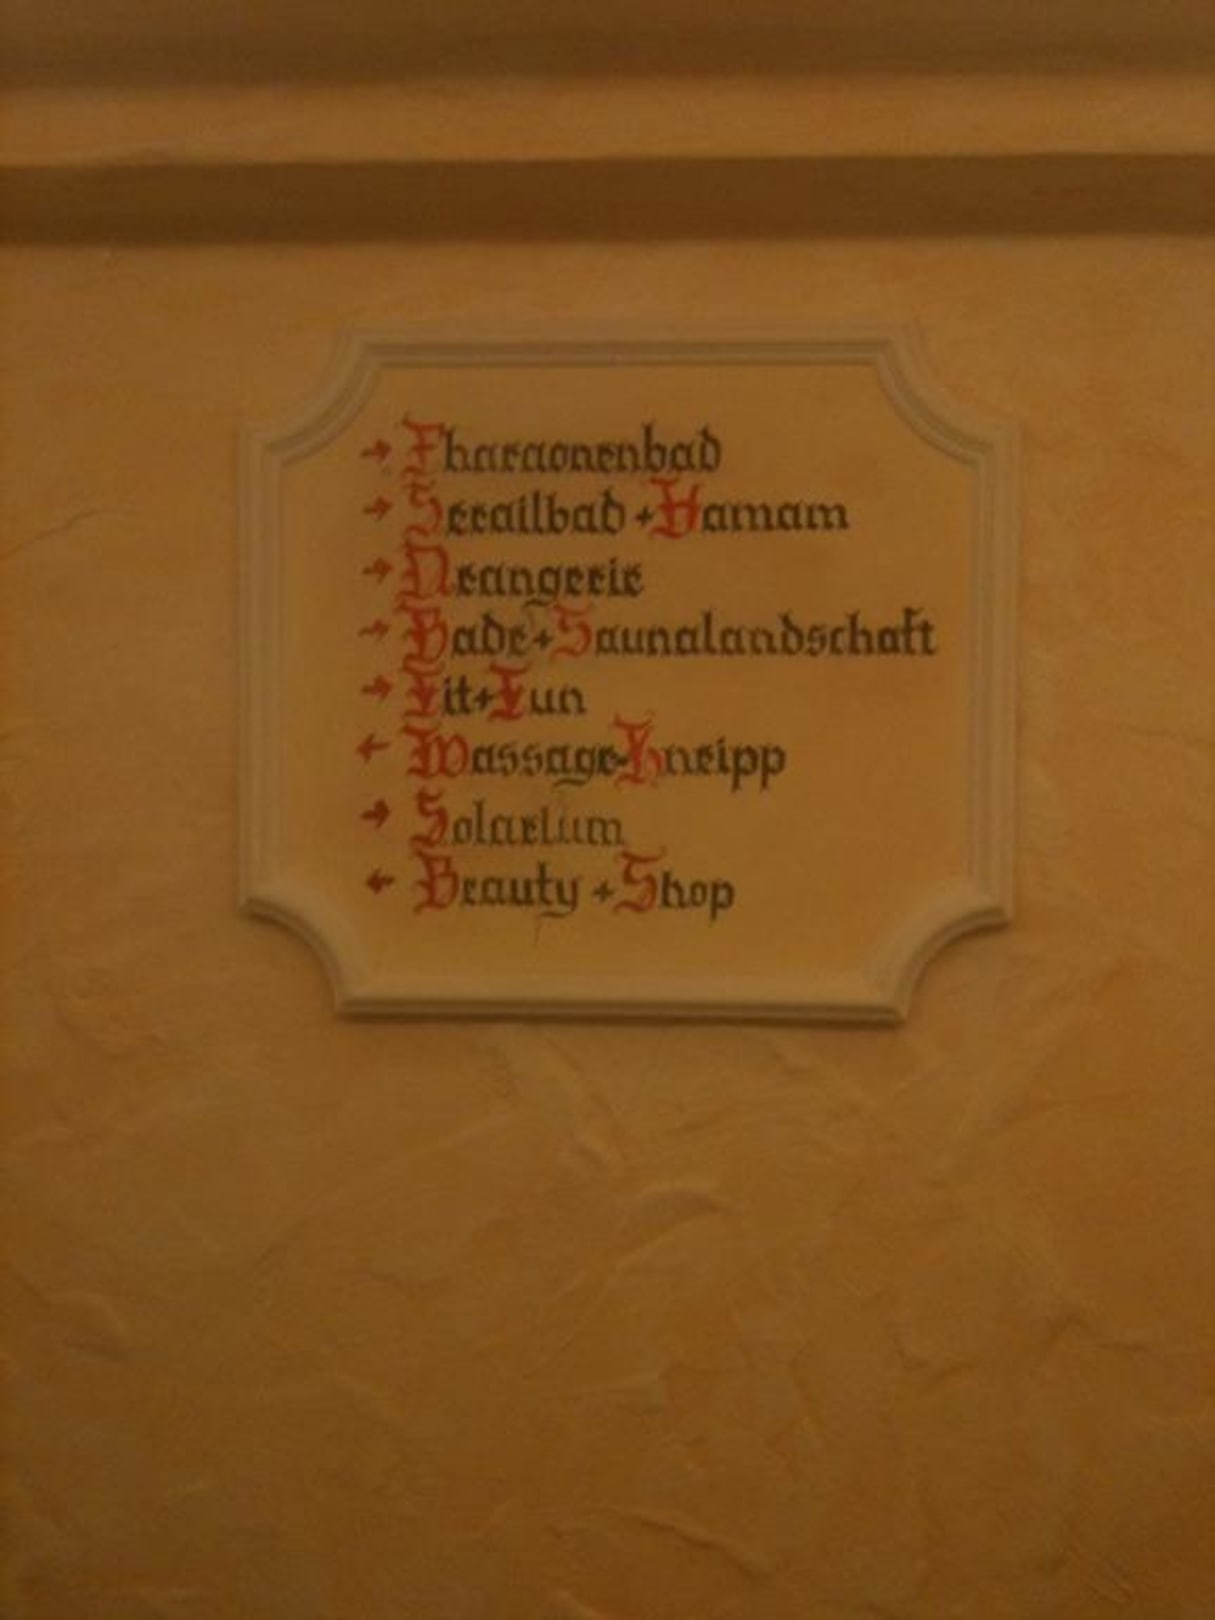 → Pharaonenbad
→ Serailbad + Hamam
→ Orangerie
→ Bade + Saunalandschaft
→ Fit + Fun
← Massage-Kneipp
→ Solarium
← Beauty + Shop